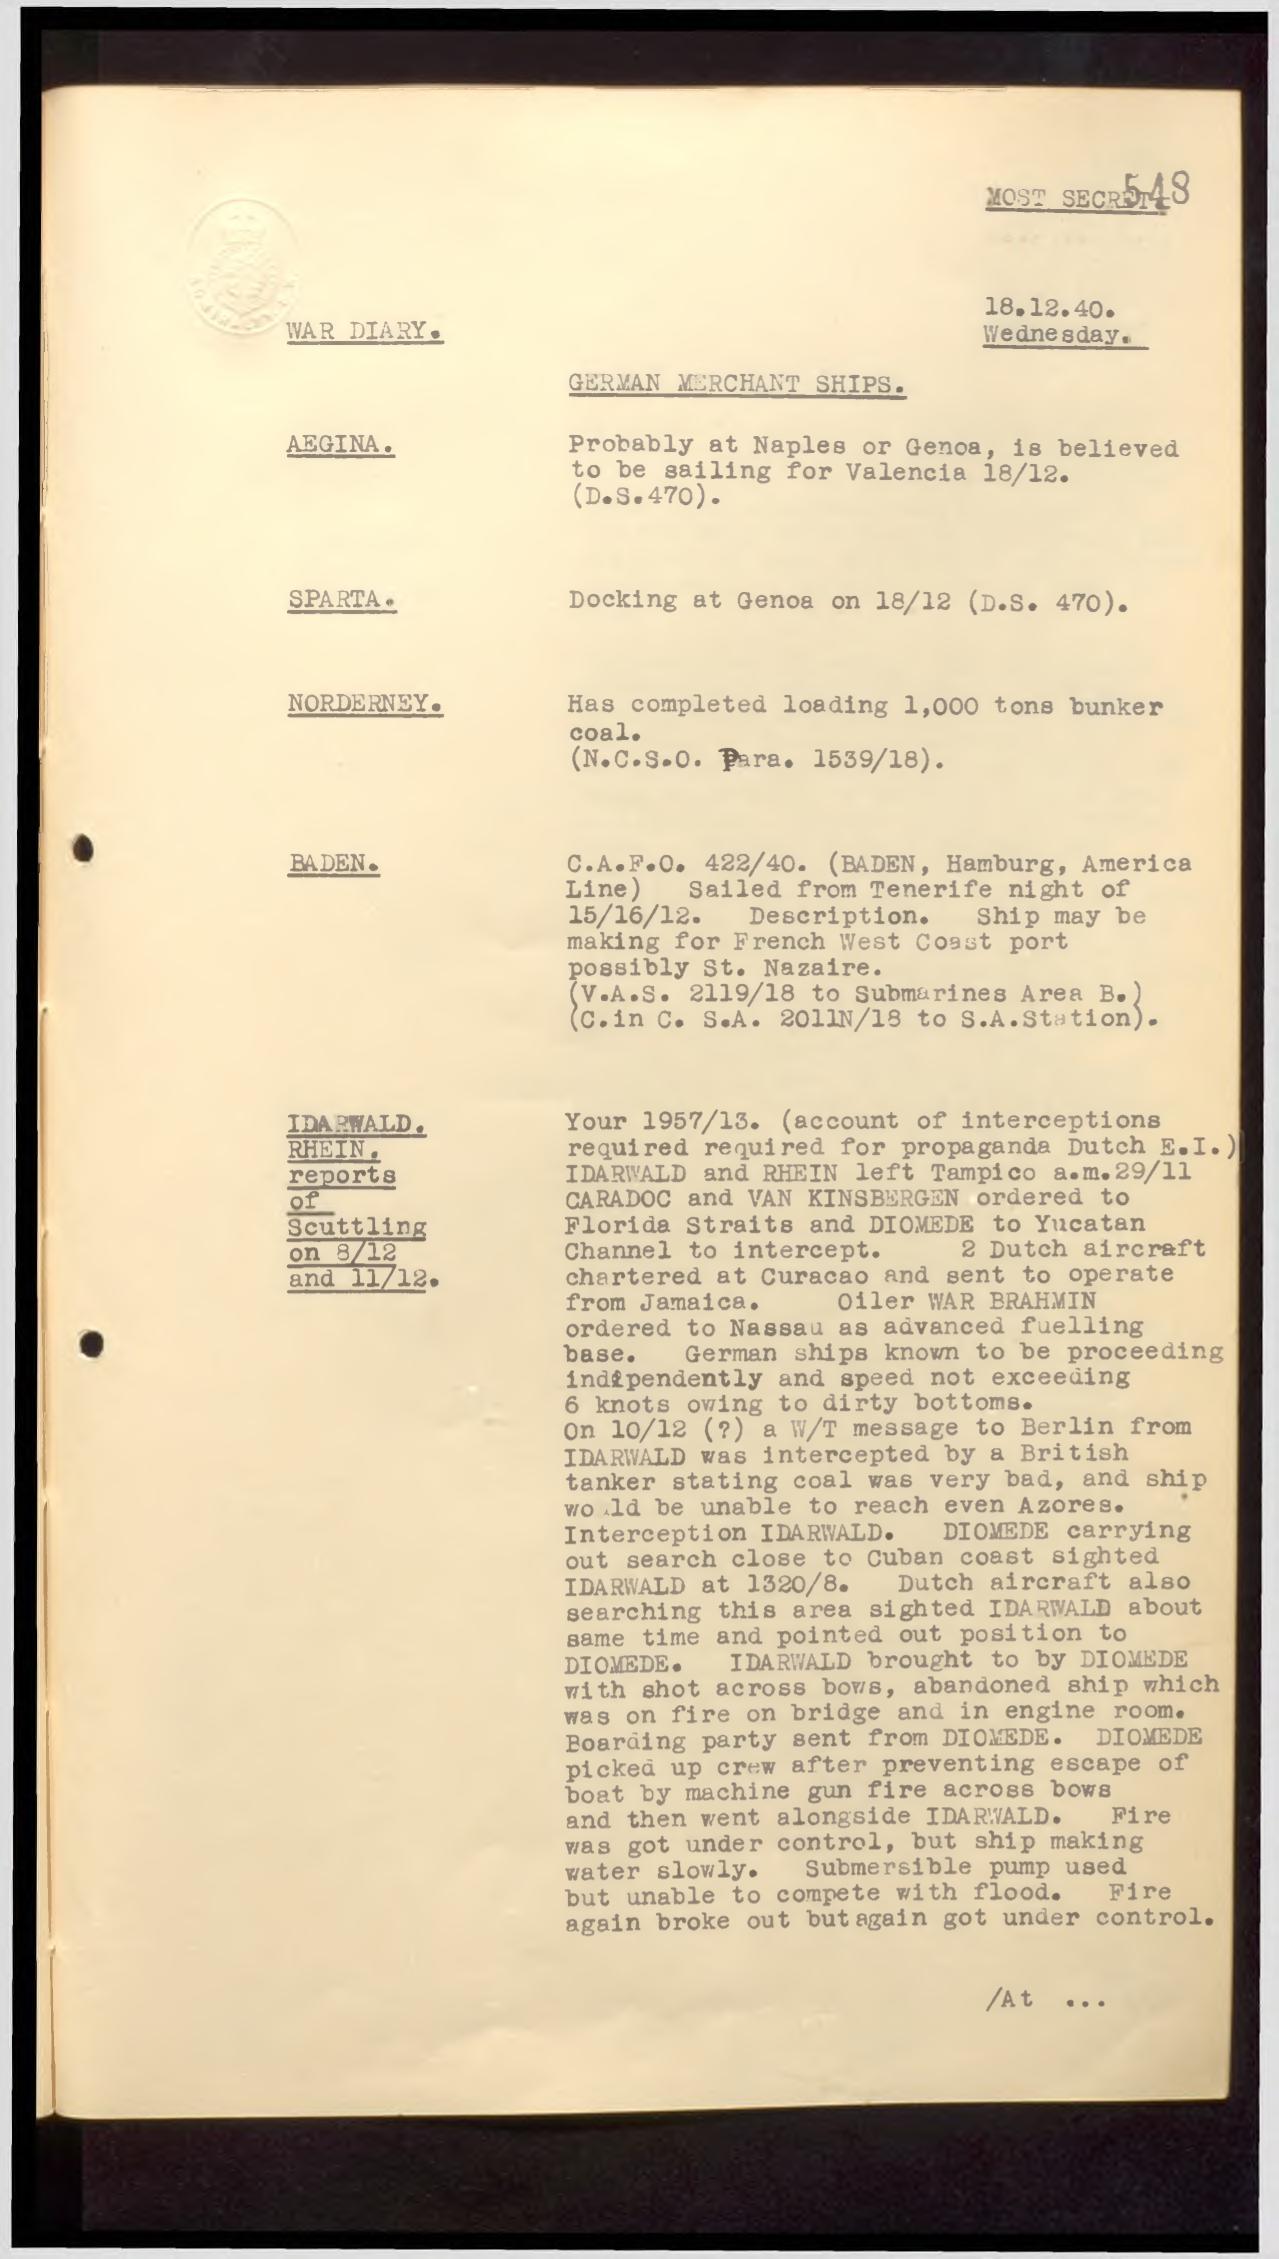 548
MOST SECRET.
18.12.40.
WAR DIARY.
Wednesday.
GERMAN MERCHANT SHIPS.
AEGINA.
Probably at Naples or Genoa, is believed
to be sailing for Valencia 18/12.
(D.S.470).
SPARTA.
Docking at Genoa on 18/12 (D.S. 470).
NORDERNEY.
Has completed loading 1,000 tons bunker
coal.
(N.C.S.O. Para. 1539/18).
BADEN.
C.A.F.O. 422/40. (BADEN, Hamburg, America
Line) Sailed from Tenerife night of
15/16/12. Description. Ship may be
making for French West Coast port
possibly St. Nazaire.
(V.A.S. 2119/18 to Submarines Area B.)
(C.in C. S.A. 2011N/18 to S.A.Station).
IDARWALD.
RHEIN.
reports
of
Scuttling
on 8/12
and 11/12.
Your 1957/13. (account of interceptions
required required for propaganda Dutch E.I.)
IDARWALD and RHEIN left Tampico a.m.29/11
CARADOC and VAN KINSBERGEN ordered to
Florida Straits and DIOMEDE to Yucatan
Channel to intercept. 2 Dutch aircraft
chartered at Curacao and sent to operate
from Jamaica. Oiler WAR BRAHMIN
ordered to Nassau as advanced fuelling
base. German ships known to be proceeding
independently and speed not exceeding
6 knots owing to dirty bottoms.
On 10/12 (?) a W/T message to Berlin from
IDARWALD was intercepted by a British
tanker stating coal was very bad, and ship
would be unable to reach even Azores.
Interception IDARWALD. DIOMEDE carrying
out search close to Cuban coast sighted
IDARWALD at 1320/8. Dutch aircraft also
searching this area sighted IDARWALD about
same time and pointed out position to
DIOMEDE. IDARWALD brought to by DIOMEDE
with shot across bows, abandoned ship which
was on fire on bridge and in engine room.
Boarding party sent from DIOMEDE. DIOMEDE
picked up crew after preventing escape of
boat by machine gun fire across bows
and then went alongside IDARWALD. Fire
was got under control, but ship making
water slowly. Submersible pump used
but unable to compete with flood. Fire
again broke out but again got under control.
/At ...